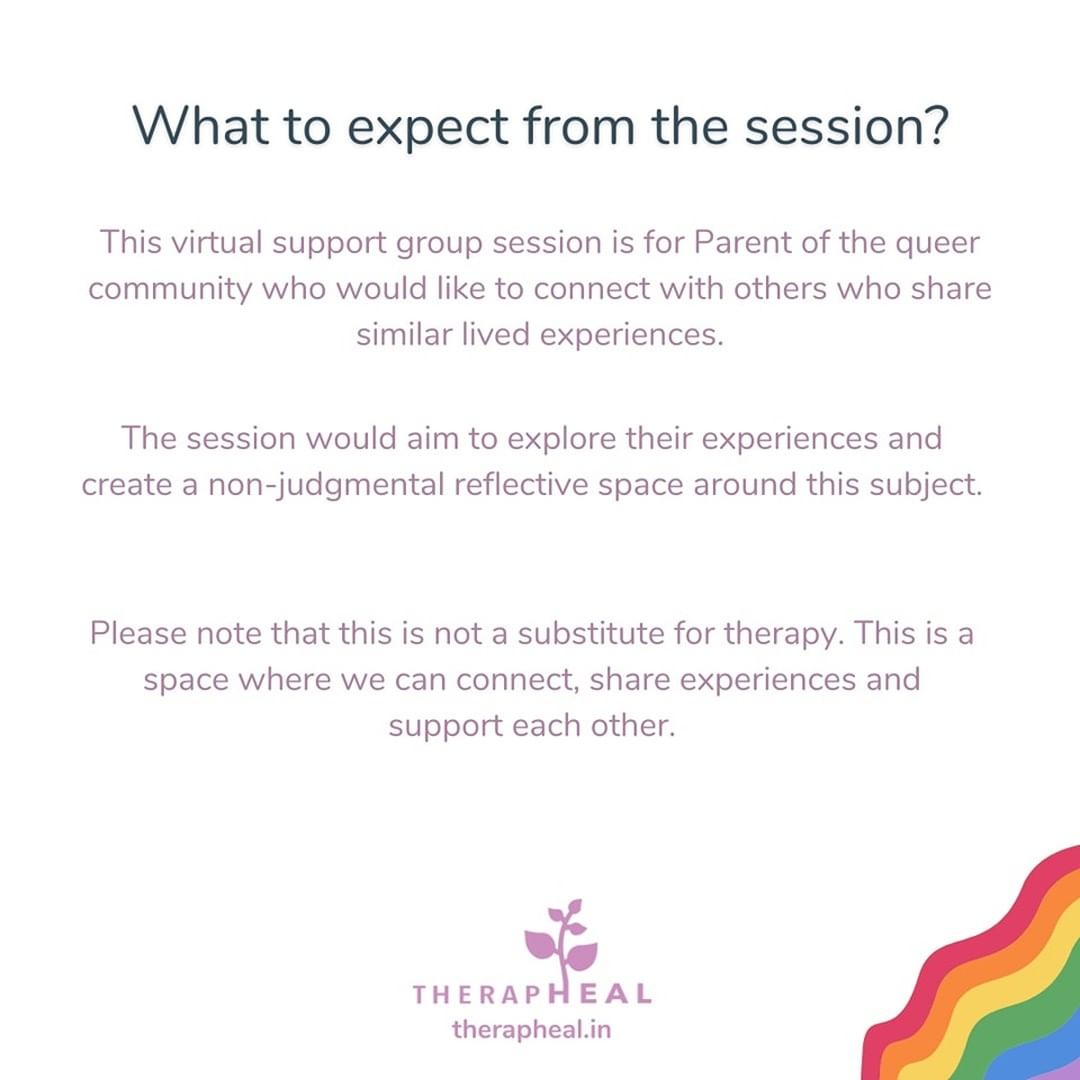 What to expect from the session?
This virtual support group session is for Parent of the queer
community who would like to connect with others who share
similar lived experiences.
The session would aim to explore their experiences and
create a non-judgmental reflective space around this subject.
Please note that this is not a substitute for therapy. This is a
space where we can connect, share experiences and
support each other.
THERAPHEAL
therapheal.in